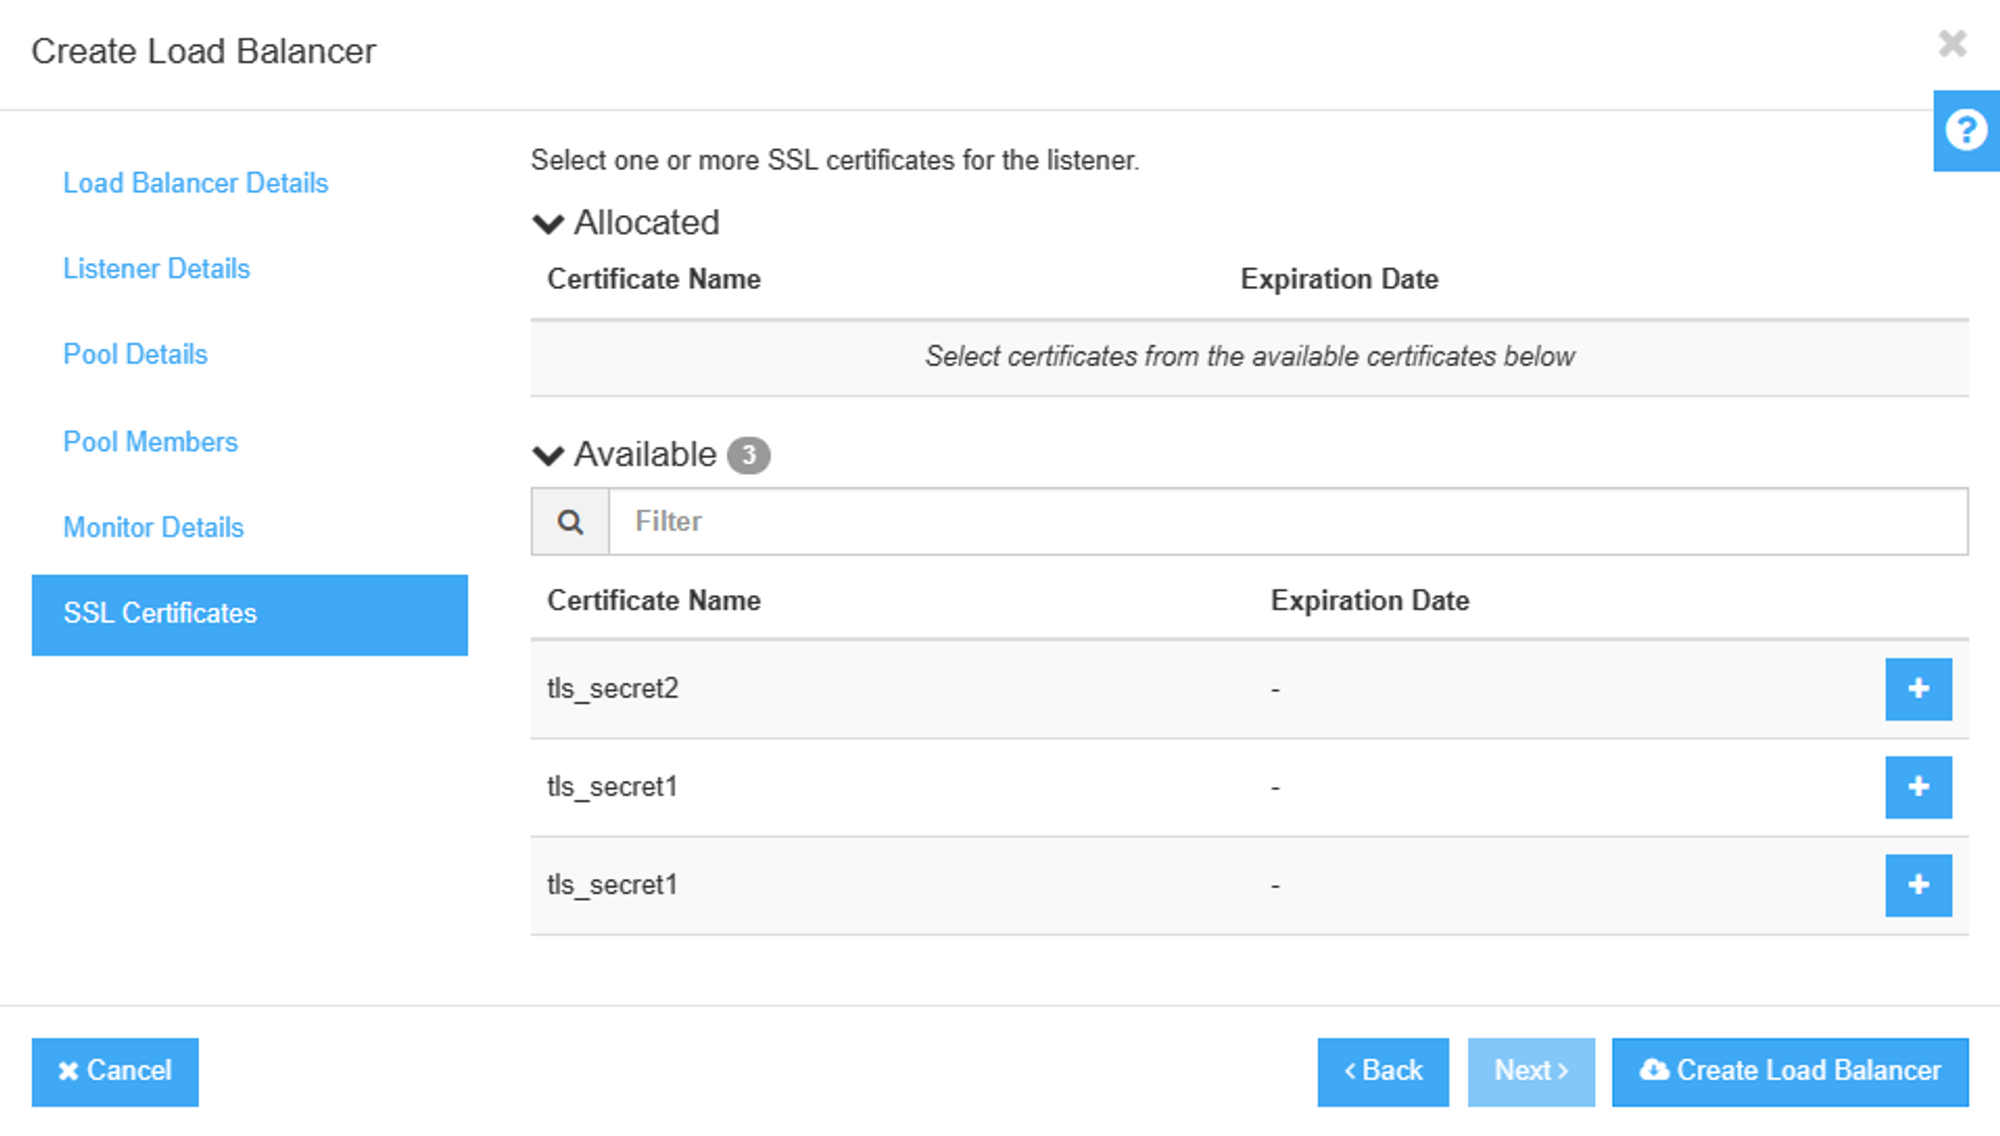 Create Load Balancer
Load Balancer Details
Listener Details
Pool Details
Pool Members
Monitor Details
SSL Certificates
Select one or more SSL certificates for the listener.
Allocated
Certificate Name Expiration Date
Select certificates from the available certificates below
Available 3
Filter
Certificate Name Expiration Date
tls_secret2 -
tls_secret1 -
tls_secret1 -
Cancel Back Next Create Load Balancer